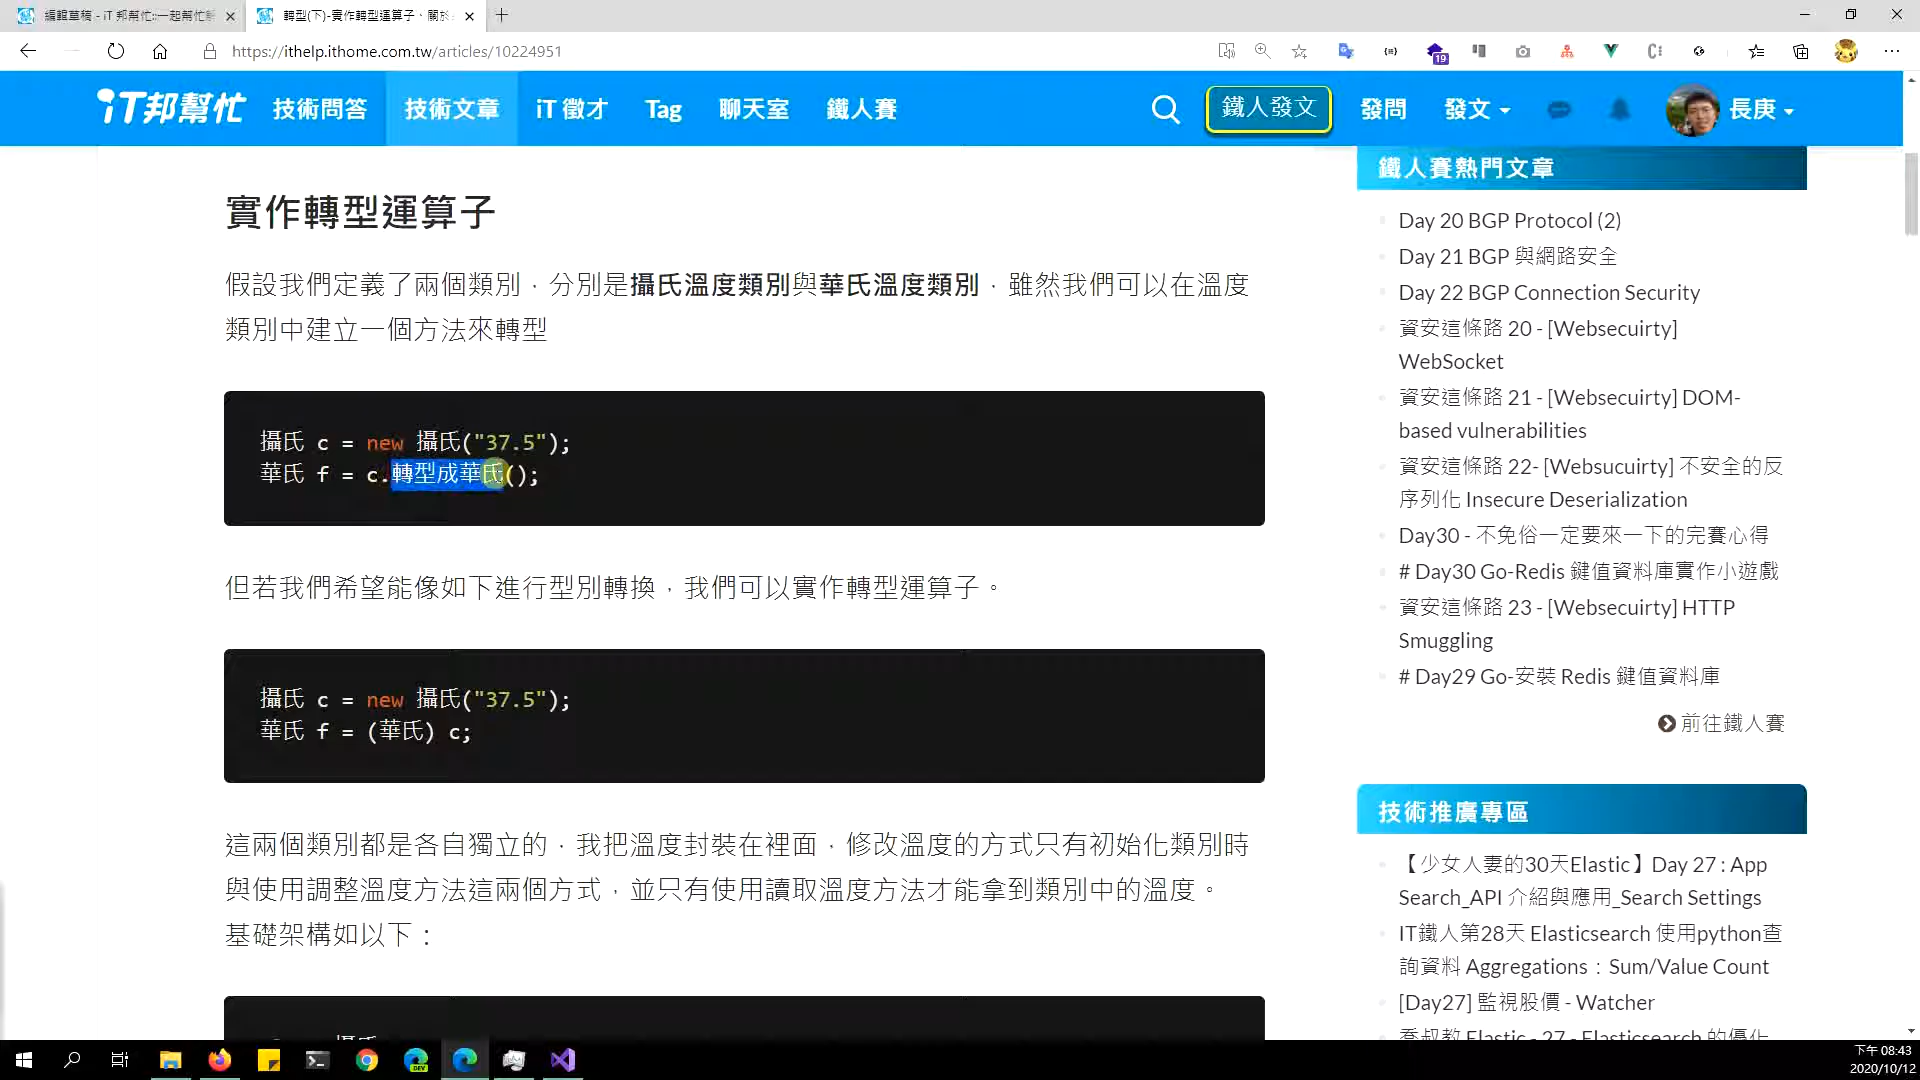 編輯草稿 - iT 邦幫忙::一起幫忙解
轉型(下)-實作轉型運算子、關於
https://ithelp.ithome.com.tw/articles/10224951
19
iT邦幫忙 技術問答 技術文章 iT 徵才 Tag 聊天室 鐵人賽 鐵人發文 發問 發文 長庚
實作轉型運算子
假設我們定義了兩個類別，分別是攝氏溫度類別與華氏溫度類別，雖然我們可以在溫度
類別中建立一個方法來轉型
攝氏 c = new 攝氏("37.5");
華氏 f = c.轉型成華氏();
但若我們希望能像如下進行型別轉換，我們可以實作轉型運算子。
攝氏 c = new 攝氏("37.5");
華氏 f = (華氏) c;
這兩個類別都是各自獨立的，我把溫度封裝在裡面，修改溫度的方式只有初始化類別時
與使用調整溫度方法這兩個方式，並只有使用讀取溫度方法才能拿到類別中的溫度。
基礎架構如以下：
鐵人賽熱門文章
Day 20 BGP Protocol (2)
Day 21 BGP 與網路安全
Day 22 BGP Connection Security
資安這條路 20 - [Websecuirty]
WebSocket
資安這條路 21 - [Websecuirty] DOM-
based vulnerabilities
資安這條路 22- [Websucuirty] 不安全的反
序列化 Insecure Deserialization
Day30 - 不免俗一定要來一下的完賽心得
# Day30 Go-Redis 鍵值資料庫實作小遊戲
資安這條路 23 - [Websecuirty] HTTP
Smuggling
# Day29 Go-安裝 Redis 鍵值資料庫
前往鐵人賽
技術推廣專區
【少女人妻的30天Elastic】Day 27 : App
Search_API 介紹與應用_Search Settings
IT鐵人第28天 Elasticsearch 使用python查
詢資料 Aggregations：Sum/Value Count
[Day27] 監視股價 - Watcher
喬叔教 Elastic - 27 - Elasticsearch 的優化
下午 08:43
2020/10/12